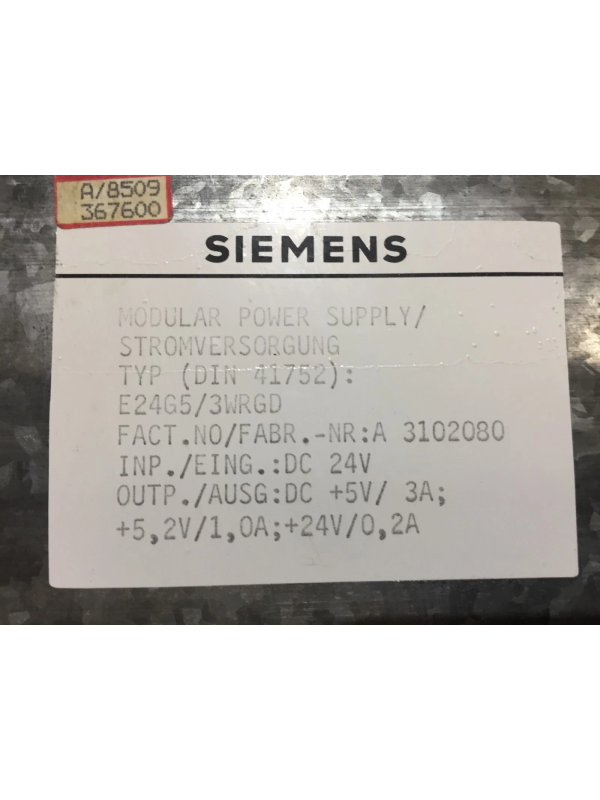 A/8509
367600
SIEMENS
MODULAR POWER SUPPLY/
STROMVERSORGUNG
TYP (DIN 41752):
E24G5/3WRGD
FACT.NO/FABR.-NR:A 3102080
INP./EING.:DC 24V
OUTP./AUSG:DC +5V/ 3A;
+5,2V/1,0A;+24V/0,2A